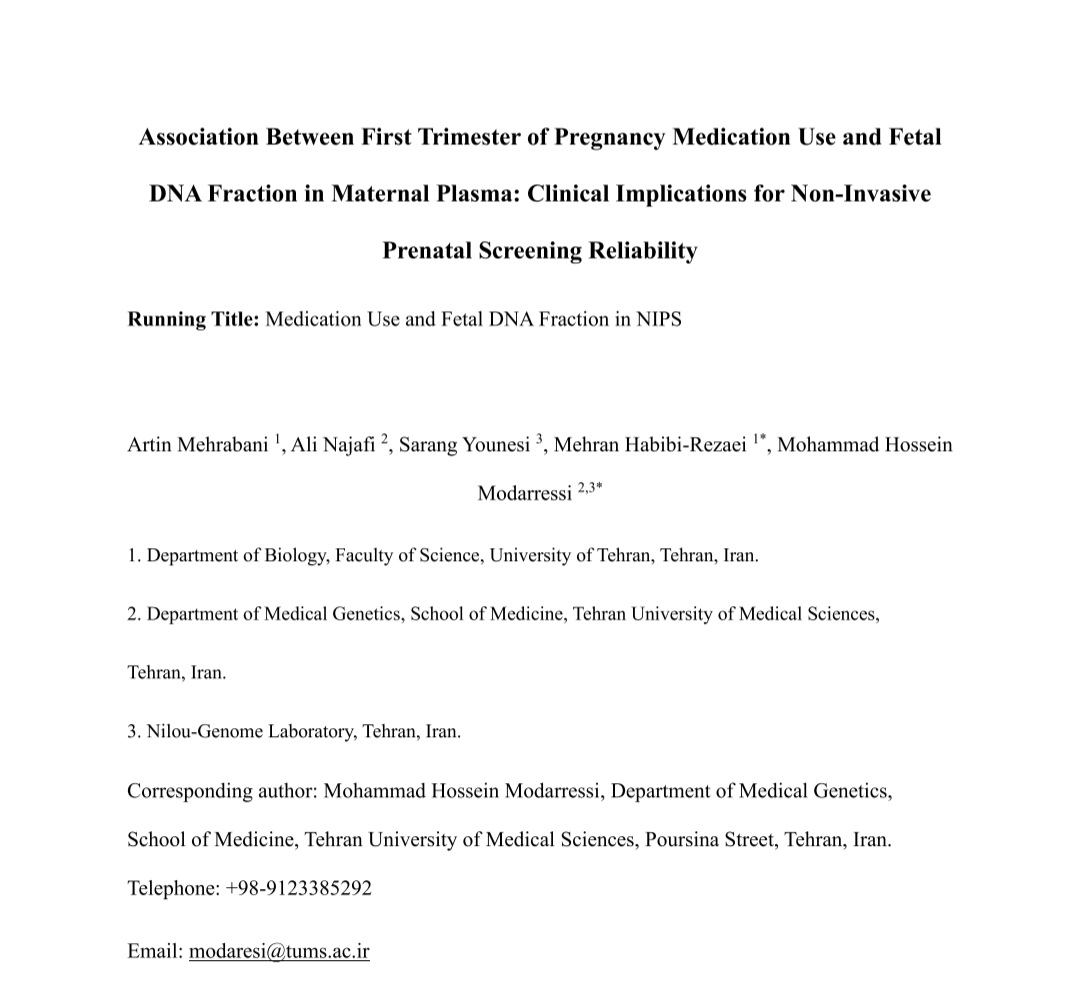 Association Between First Trimester of Pregnancy Medication Use and Fetal
DNA Fraction in Maternal Plasma: Clinical Implications for Non-Invasive
Prenatal Screening Reliability
Running Title: Medication Use and Fetal DNA Fraction in NIPS
Artin Mehrabani 1, Ali Najafi 2, Sarang Younesi 3, Mehran Habibi-Rezaei 1*, Mohammad Hossein
Modarressi 2,3*
1. Department of Biology, Faculty of Science, University of Tehran, Tehran, Iran.
2. Department of Medical Genetics, School of Medicine, Tehran University of Medical Sciences,
Tehran, Iran.
3. Nilou-Genome Laboratory, Tehran, Iran.
Corresponding author: Mohammad Hossein Modarressi, Department of Medical Genetics,
School of Medicine, Tehran University of Medical Sciences, Poursina Street, Tehran, Iran.
Telephone: +98-9123385292
Email: modaresi@tums.ac.ir